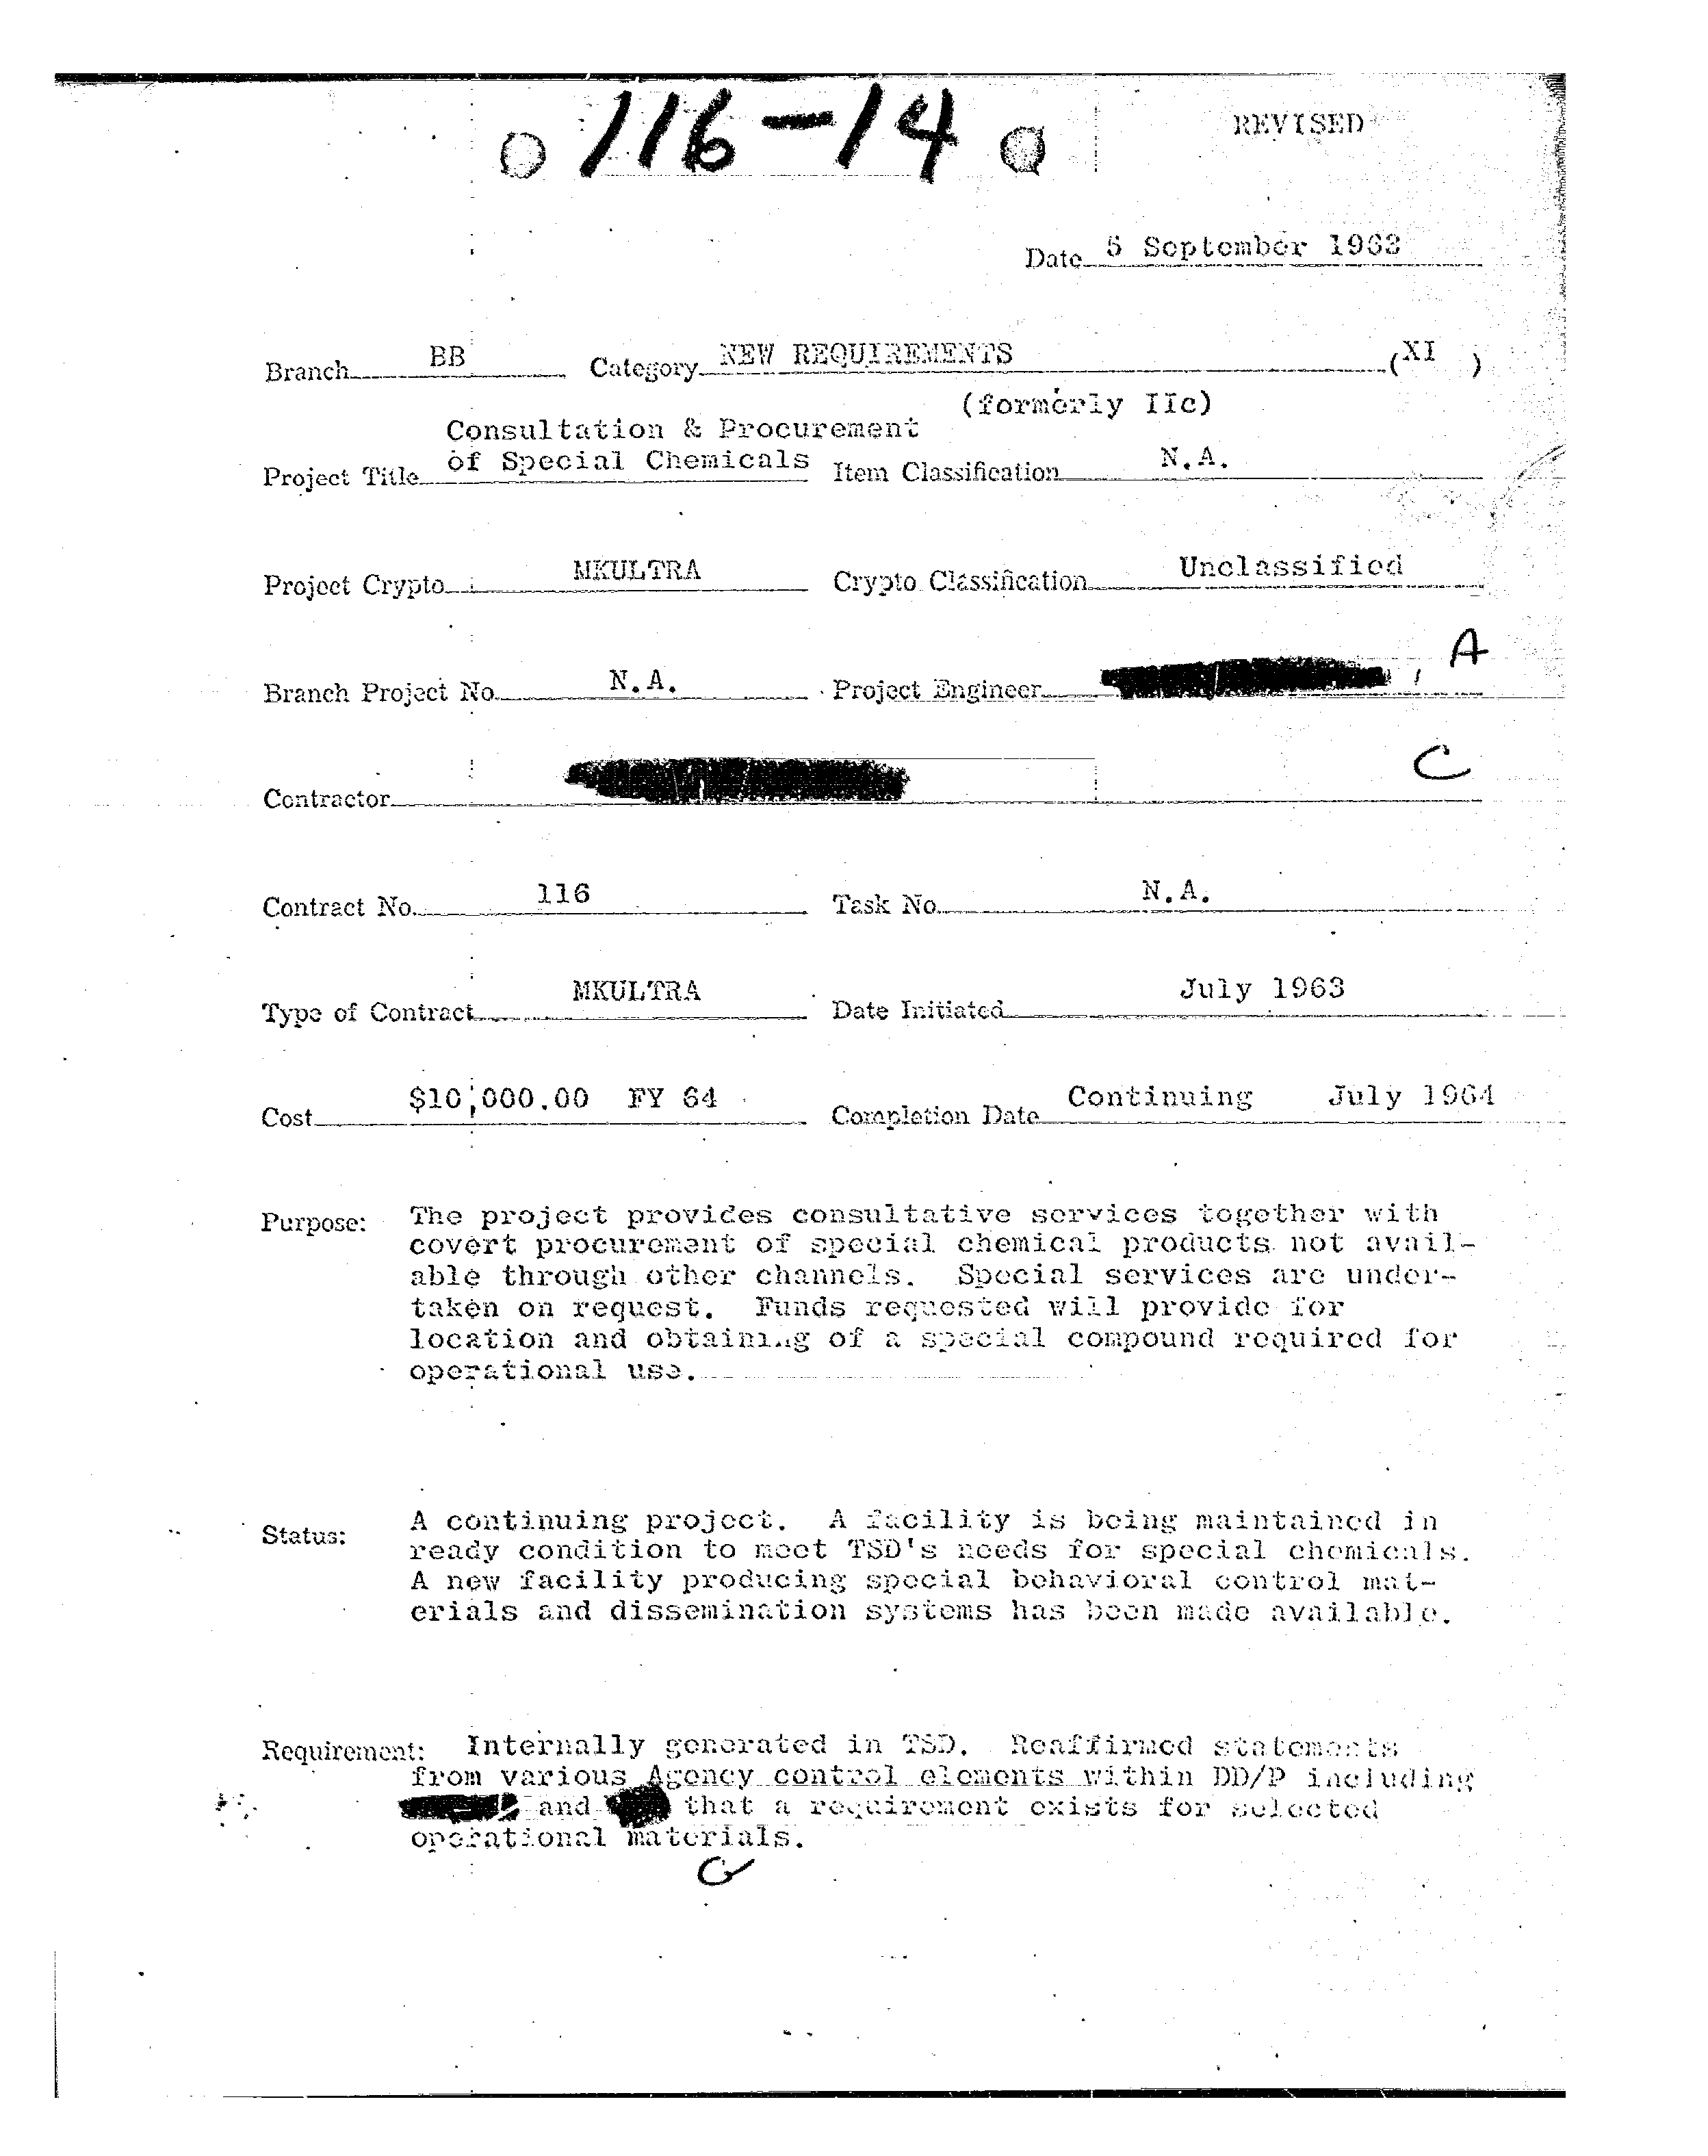 116-14
REVISED
Date 5 September 1963
Branch BB Category NEW REQUIREMENTS (XI)
(formerly IIc)
Consultation & Procurement
Project Title of Special Chemicals Item Classification N.A.
Project Crypto MKULTRA Crypto Classification Unclassified
A
Branch Project No. N.A. Project Engineer
C
Contractor
Contract No. 116 Task No. N.A.
Type of Contract MKULTRA Date Initiated July 1963
Cost $10,000.00 FY 64 Completion Date Continuing July 1964
Purpose: The project provides consultative services together with
covert procurement of special chemical products not avail-
able through other channels. Special services are under-
taken on request. Funds requested will provide for
location and obtaining of a special compound required for
operational use.
Status: A continuing project. A facility is being maintained in
ready condition to meet TSD's needs for special chemicals.
A new facility producing special behavioral control mat-
erials and dissemination systems has been made available.
Requirement: Internally generated in TSD. Reaffirmed statements
from various Agency control elements within DD/P including
and that a requirement exists for selected
operational materials.